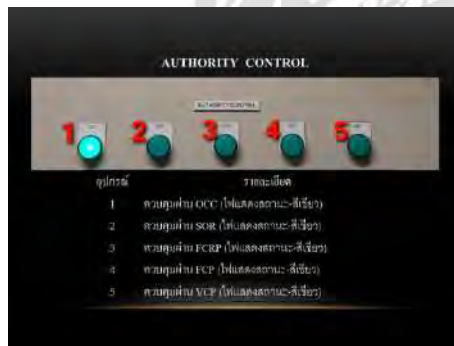 AUTHORITY CONTROL
AUTHORITY CONTROL
1 2 3 4 5
อุปกรณ์ รายละเอียด
1 ควบคุมผ่าน OCC (ไฟแสดงสถานะ-สีเขียว)
2 ควบคุมผ่าน SOR (ไฟแสดงสถานะ-สีเขียว)
3 ควบคุมผ่าน FCRP (ไฟแสดงสถานะ-สีเขียว)
4 ควบคุมผ่าน FCP (ไฟแสดงสถานะ-สีเขียว)
5 ควบคุมผ่าน VCP (ไฟแสดงสถานะ-สีเขียว)